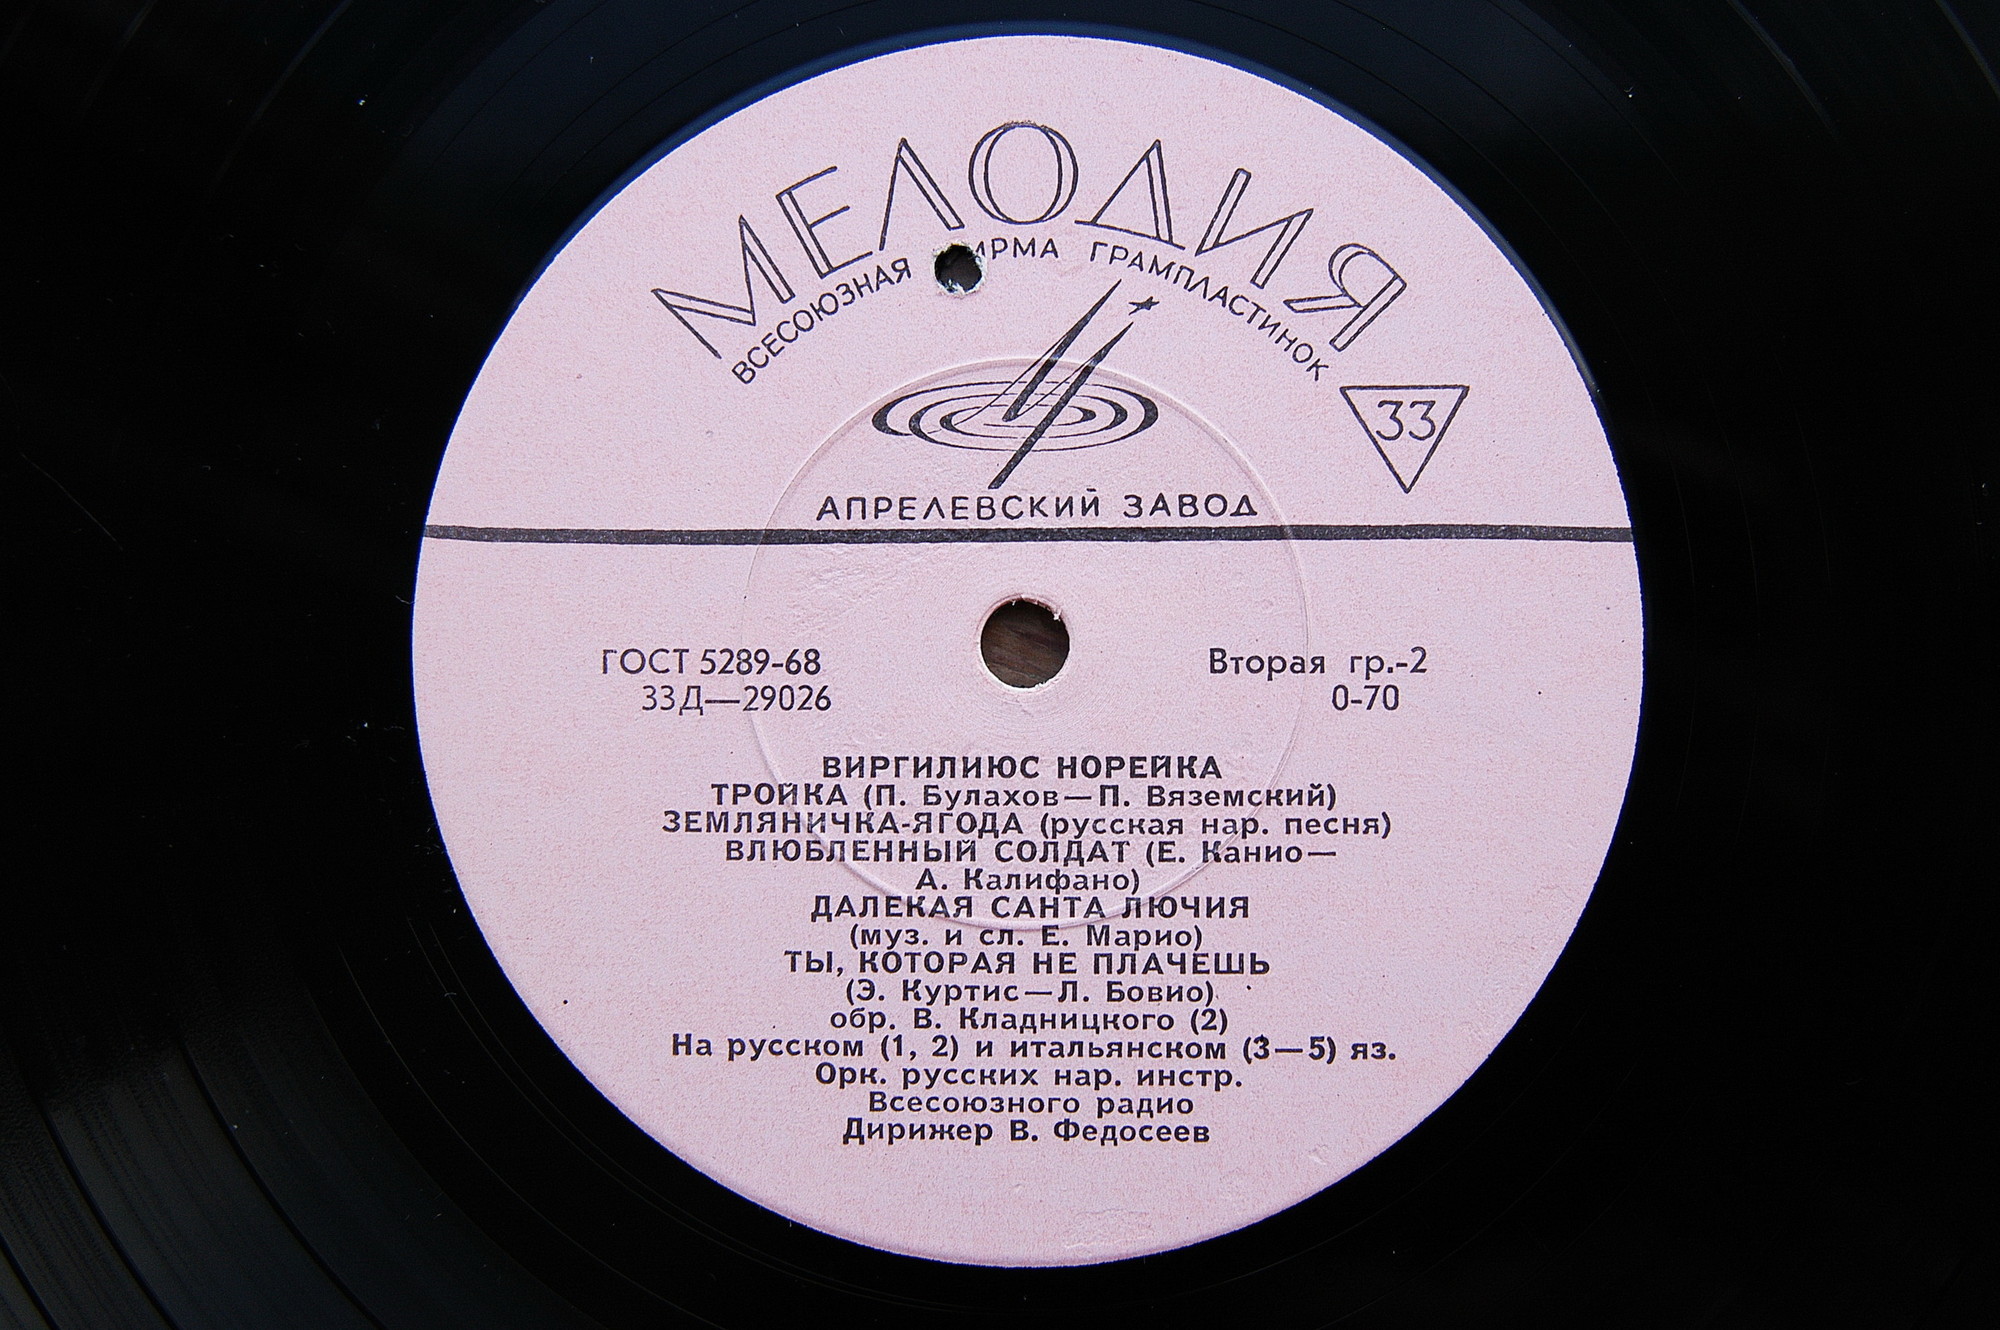 МЕЛОДИЯ
ВСЕСОЮЗНАЯ ГРАМПЛАСТИНОК
33
АПРЕЛЕВСКИЙ ЗАВОД
ГОСТ 5289-68
Вторая гр.-2
33Д—29026
0-70
ВИРГИЛИЮС НОРЕЙКА
ТРОЙКА (П. Булахов—П. Вяземский)
ЗЕМЛЯНИЧКА-ЯГОДА (русская нар. песня)
ВЛЮБЛЕННЫЙ СОЛДАТ (Е. Канио—
А. Калифано)
ДАЛЕКАЯ САНТА ЛЮЧИЯ
(муз. и сл. Е. Марио)
ТЫ, КОТОРАЯ НЕ ПЛАЧЕШЬ
(Э. Куртис—Л. Бовио)
обр. В. Кладницкого (2)
На русском (1, 2) и итальянском (3—5) яз.
Орк. русских нар. инстр.
Всесоюзного радио
Дирижер В. Федосеев